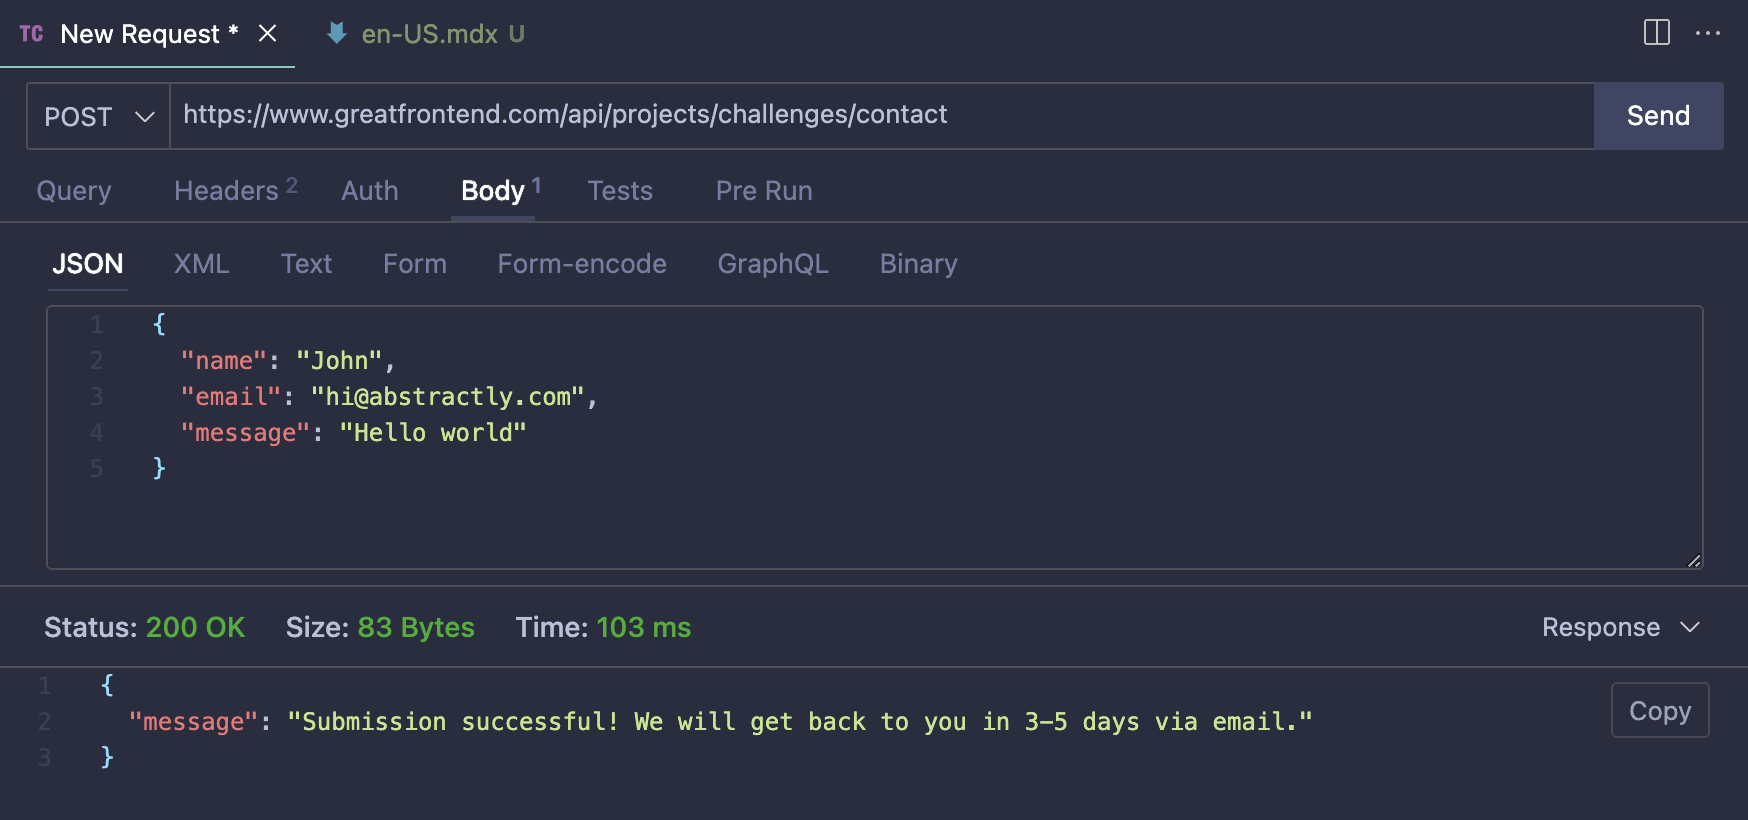 TC New Request * en-US.mdx U
POST https://www.greatfrontend.com/api/projects/challenges/contact Send
Query Headers 2 Auth Body 1 Tests Pre Run
JSON XML Text Form Form-encode GraphQL Binary
1 {
2 "name": "John",
3 "email": "hi@abstractly.com",
4 "message": "Hello world"
5 }
Status: 200 OK Size: 83 Bytes Time: 103 ms Response
1 {
2 "message": "Submission successful! We will get back to you in 3-5 days via email."
Copy
3 }